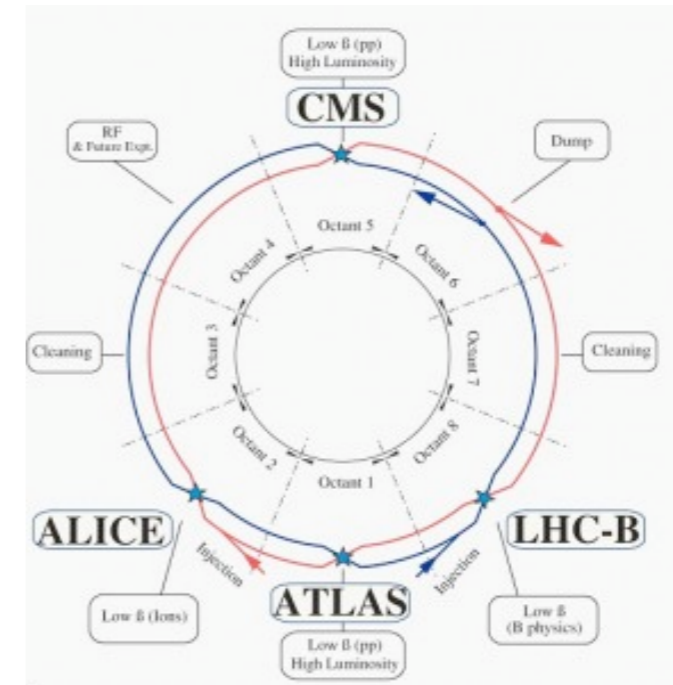 Low ß (pp)
High Luminosity
CMS
RF
& Future Expt.
Dump
Octant 5
Octant 4
Octant 6
Cleaning
Octant 3
Octant 7
Cleaning
Octant 2
Octant 8
Octant 1
ALICE
LHC-B
Injection
Injection
ATLAS
Low ß (Ions)
Low ß
(B physics)
Low ß (pp)
High Luminosity